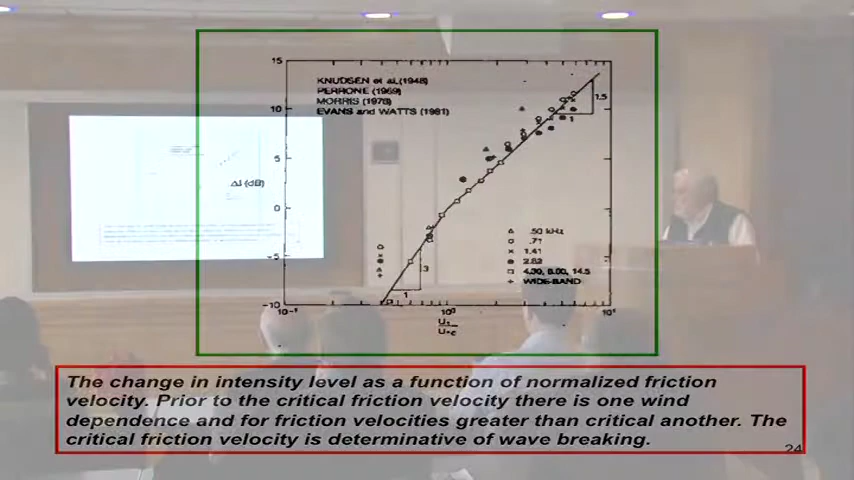 15
KNUDSEN et al.(1948)
PERRONE (1969)
MORRIS (1978)
EVANS and WATTS (1981)
10
1.5
1
5
ΔI (dB)
0
.50 kHz
.71
1.41
2.82
4.30, 8.00, 14.5
WIDE-BAND
-5
3
1
-10
10⁻¹
10⁰
10¹
U*
U*c
The change in intensity level as a function of normalized friction
velocity. Prior to the critical friction velocity there is one wind
dependence and for friction velocities greater than critical another. The
critical friction velocity is determinative of wave breaking.
24